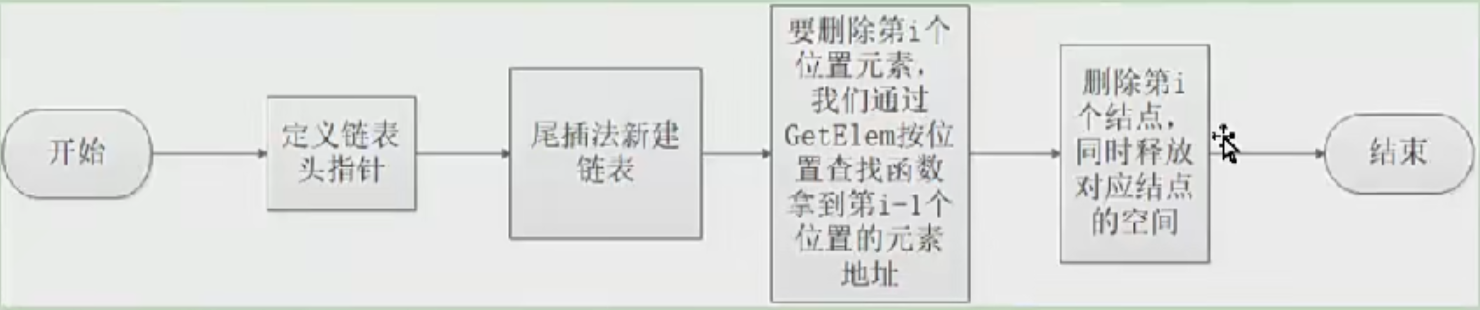 开始
定义链表
头指针
尾插法新建
链表
要删除第i个
位置元素，
我们通过
GetElem按位
置查找函数
拿到第i-1个
位置的元素
地址
删除第i
个结点，
同时释放
对应结点
的空间
结束